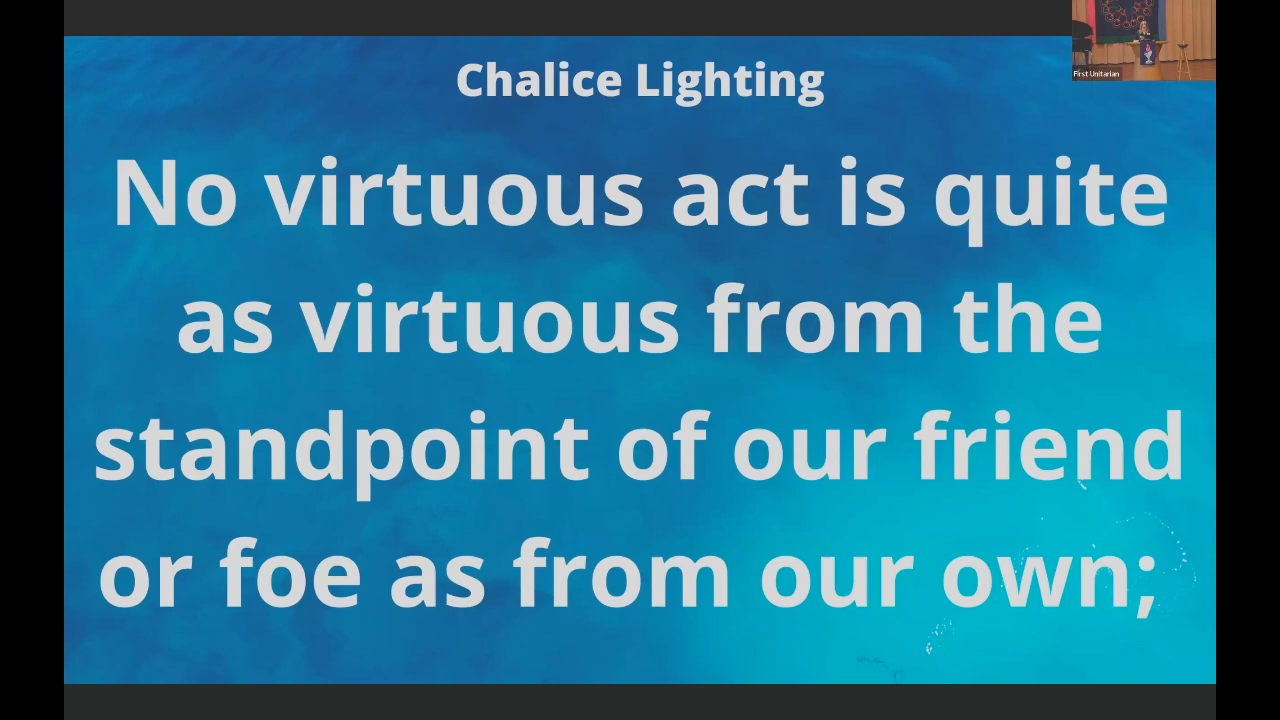 Chalice Lighting
First Unitarian
No virtuous act is quite
as virtuous from the
standpoint of our friend
or foe as from our own;